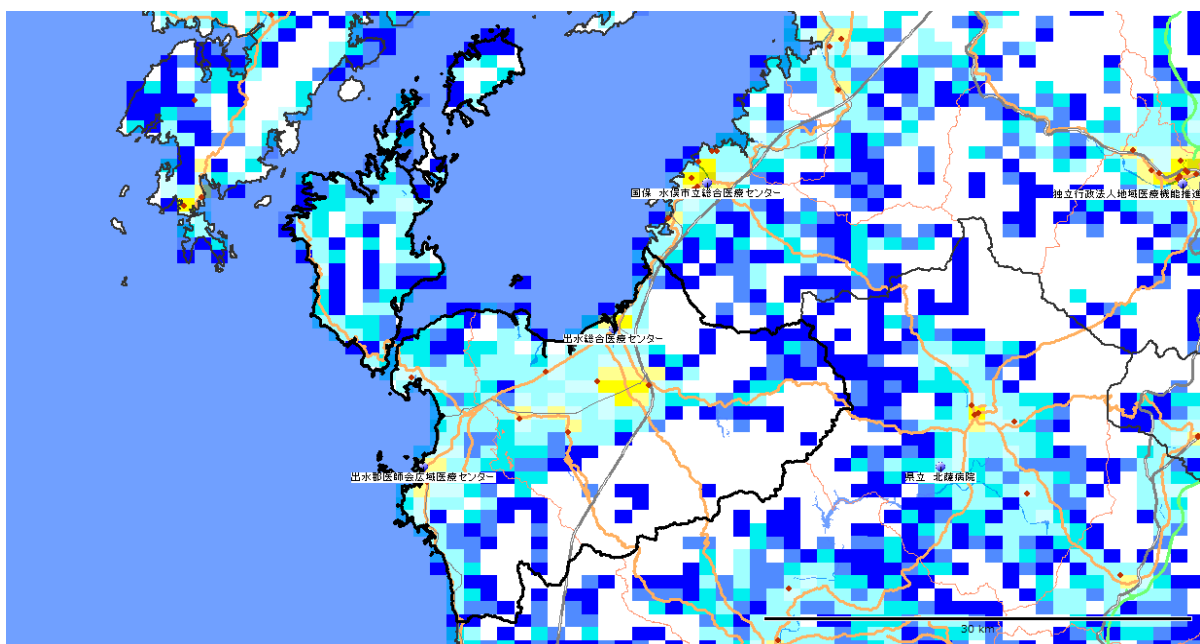 国保 水俣市立総合医療センター
独立行政法人地域医療機能推進
出水総合医療センター
出水郡医師会広域医療センター
県立 北薩病院
30 km